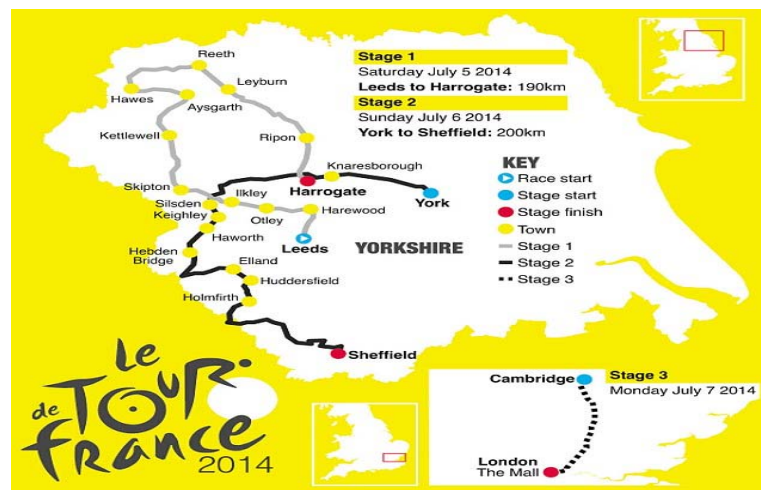 Reeth
Leyburn
Hawes
Aysgarth
Kettlewell
Ripon
Knaresborough
Skipton
Ilkley
Harrogate
York
Silsden
Keighley
Otley
Harewood
Haworth
Leeds
Hebden
Bridge
Elland
Huddersfield
Holmfirth
Sheffield
YORKSHIRE
Stage 1
Saturday July 5 2014
Leeds to Harrogate: 190km
Stage 2
Sunday July 6 2014
York to Sheffield: 200km
KEY
Race start
Stage start
Stage finish
Town
Stage 1
Stage 2
Stage 3
Le
de TOUR
france
2014
Cambridge
Stage 3
Monday July 7 2014
London
The Mall